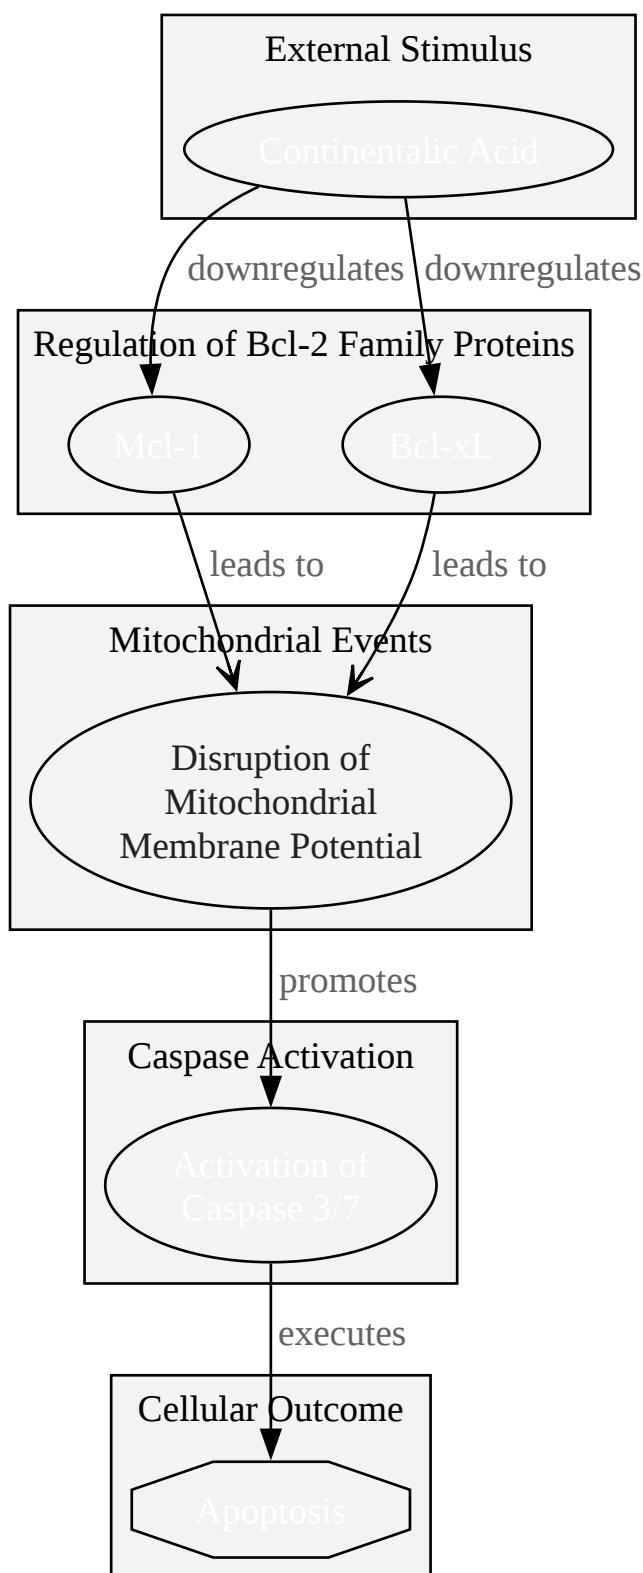 External Stimulus
Continentalic Acid
downregulates
downregulates
Regulation of Bcl-2 Family Proteins
Mcl-1
Bcl-xL
leads to
leads to
Mitochondrial Events
Disruption of
Mitochondrial
Membrane Potential
promotes
Caspase Activation
Activation of
Caspase 3/7
executes
Cellular Outcome
Apoptosis